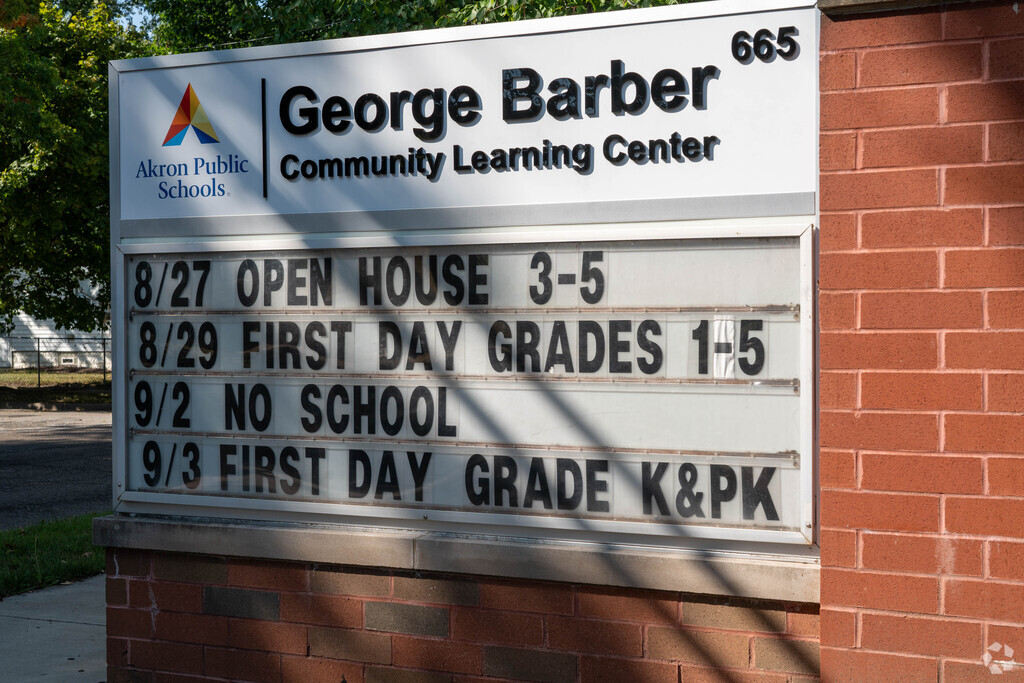 665
George Barber
Community Learning Center
Akron Public
Schools®
8/27 OPEN HOUSE 3-5
8/29 FIRST DAY GRADES 1-5
9/2 NO SCHOOL
9/3 FIRST DAY GRADE K&PK